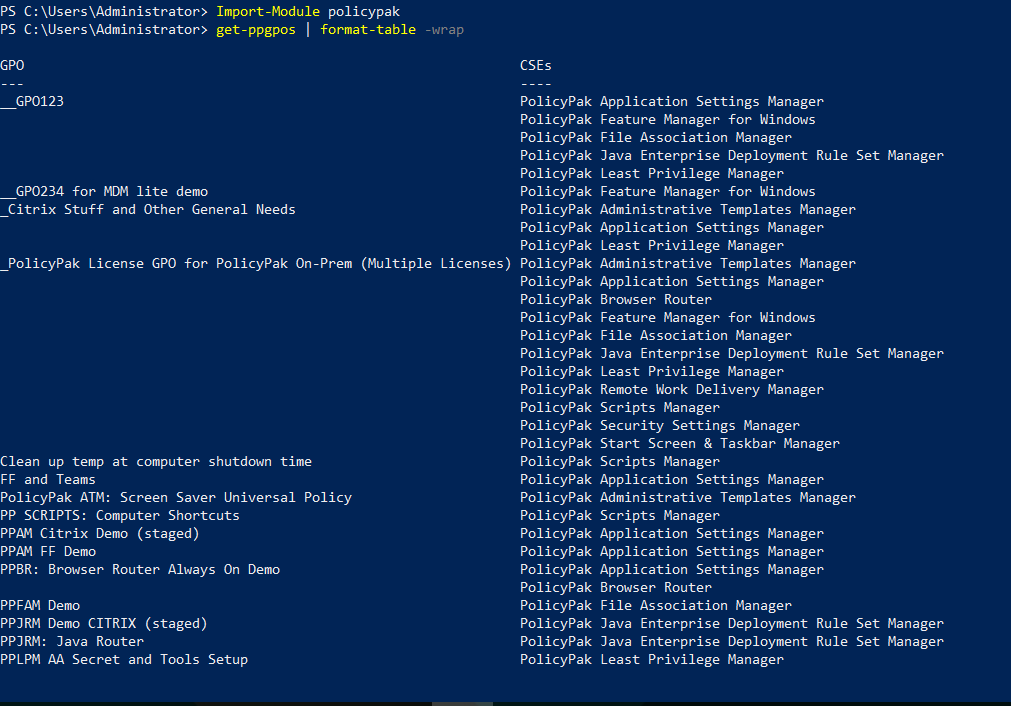 PS C:\Users\Administrator> Import-Module policypak
PS C:\Users\Administrator> get-ppgpos | format-table -wrap
GPO CSEs
--- ----
__GPO123 PolicyPak Application Settings Manager
PolicyPak Feature Manager for Windows
PolicyPak File Association Manager
PolicyPak Java Enterprise Deployment Rule Set Manager
PolicyPak Least Privilege Manager
__GPO234 for MDM lite demo PolicyPak Feature Manager for Windows
_Citrix Stuff and Other General Needs PolicyPak Administrative Templates Manager
PolicyPak Application Settings Manager
PolicyPak Least Privilege Manager
_PolicyPak License GPO for PolicyPak On-Prem (Multiple Licenses) PolicyPak Administrative Templates Manager
PolicyPak Application Settings Manager
PolicyPak Browser Router
PolicyPak Feature Manager for Windows
PolicyPak File Association Manager
PolicyPak Java Enterprise Deployment Rule Set Manager
PolicyPak Least Privilege Manager
PolicyPak Remote Work Delivery Manager
PolicyPak Scripts Manager
PolicyPak Security Settings Manager
PolicyPak Start Screen & Taskbar Manager
Clean up temp at computer shutdown time PolicyPak Scripts Manager
FF and Teams PolicyPak Application Settings Manager
PolicyPak ATM: Screen Saver Universal Policy PolicyPak Administrative Templates Manager
PP SCRIPTS: Computer Shortcuts PolicyPak Scripts Manager
PPAM Citrix Demo (staged) PolicyPak Application Settings Manager
PPAM FF Demo PolicyPak Application Settings Manager
PPBR: Browser Router Always On Demo PolicyPak Application Settings Manager
PolicyPak Browser Router
PPFAM Demo PolicyPak File Association Manager
PPJRM Demo CITRIX (staged) PolicyPak Java Enterprise Deployment Rule Set Manager
PPJRM: Java Router PolicyPak Java Enterprise Deployment Rule Set Manager
PPLPM AA Secret and Tools Setup PolicyPak Least Privilege Manager